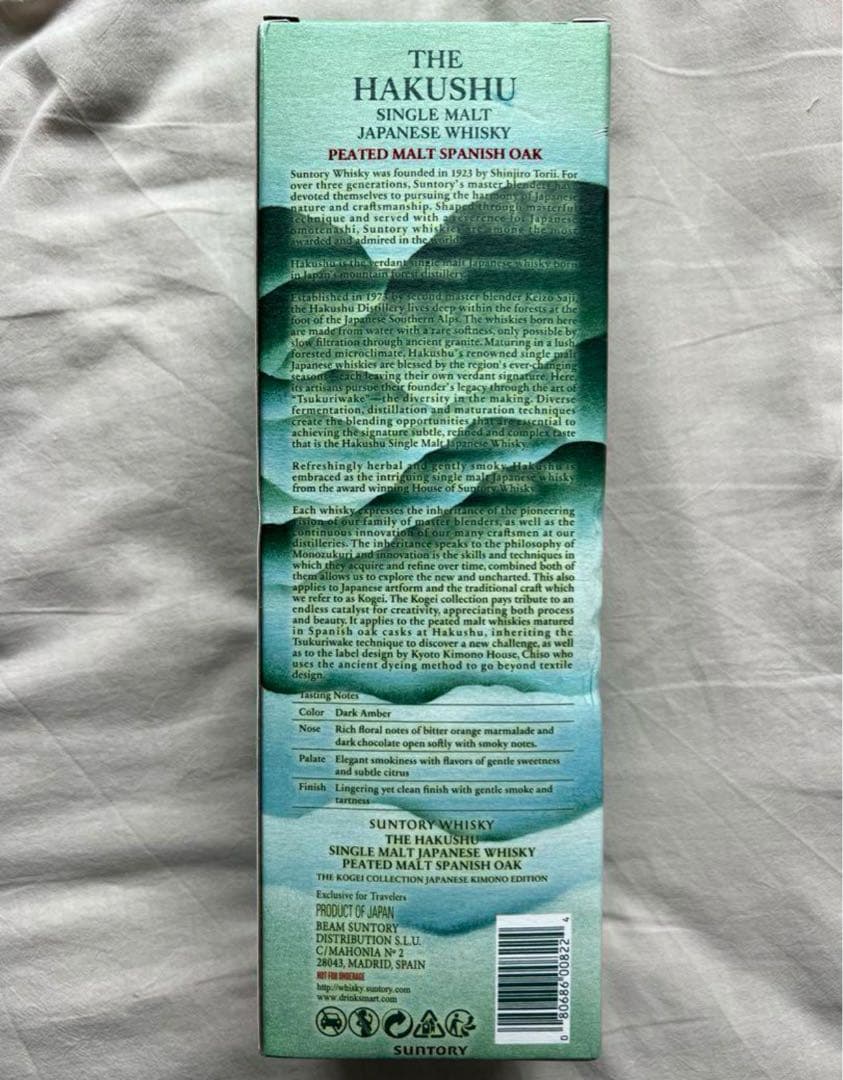 THE
HAKUSHU
SINGLE MALT
JAPANESE WHISKY
PEATED MALT SPANISH OAK
Suntory Whisky was founded in 1923 by Shinjiro Torii. For
over three generations, Suntory's master blenders have
devoted themselves to pursuing the harmony of Japanese
nature and craftsmanship. Shaped through masterful
technique and served with a reverence for Japanese
omotenashi, Suntory whiskies are among the most
awarded and admired in the world.
Hakushu is the verdant single malt Japanese whisky born
in Japan's mountain forest distillery.
Established in 1973 by second master blender Keizo Saji,
the Hakushu Distillery lives deep within the forests at the
foot of the Japanese Southern Alps. The whiskies born here
are made from water with a rare softness, only possible by
slow filtration through ancient granite. Maturing in a lush
forested microclimate, Hakushu's renowned single malt
Japanese whiskies are blessed by the region's ever-changing
seasons—each leaving their own verdant signature. Here,
its artisans pursue their founder's legacy through the art of
"Tsukuriwake"—the diversity in the making. Diverse
fermentation, distillation and maturation techniques
create the blending opportunities that are essential to
achieving the signature subtle, refined and complex taste
that is the Hakushu Single Malt Japanese Whisky.
Refreshingly herbal and gently smoky, Hakushu is
embraced as the intriguing single malt Japanese whisky
from the award winning House of Suntory Whisky.
Each whisky expresses the inheritance of the pioneering
vision of our family of master blenders, as well as the
continuous innovation of our many craftsmen at our
distilleries. The inheritance speaks to the philosophy of
Monozukuri and innovation is the skills and techniques in
which they acquire and refine over time, combined both of
them allows us to explore the new and uncharted. This also
applies to Japanese artform and the traditional craft which
we refer to as Kogei. The Kogei collection pays tribute to an
endless catalyst for creativity, appreciating both process
and beauty. It applies to the peated malt whiskies matured
in Spanish oak casks at Hakushu, inheriting the
Tsukuriwake technique to discover a new challenge, as well
as to the label design by Kyoto Kimono House, Chiso who
uses the ancient dyeing method to go beyond textile
design.
Tasting Notes
Color Dark Amber
Nose Rich floral notes of bitter orange marmalade and
dark chocolate open softly with smoky notes.
Palate Elegant smokiness with flavors of gentle sweetness
and subtle citrus
Finish Lingering yet clean finish with gentle smoke and
tartness
SUNTORY WHISKY
THE HAKUSHU
SINGLE MALT JAPANESE WHISKY
PEATED MALT SPANISH OAK
THE KOGEI COLLECTION JAPANESE KIMONO EDITION
Exclusive for Travelers
PRODUCT OF JAPAN
BEAM SUNTORY
DISTRIBUTION S.L.U.
C/MAHONIA Nº 2
28043, MADRID, SPAIN
NOT FOR UNDERAGE
http://whisky.suntory.com
www.drinksmart.com
0 80686 00822 4
SUNTORY